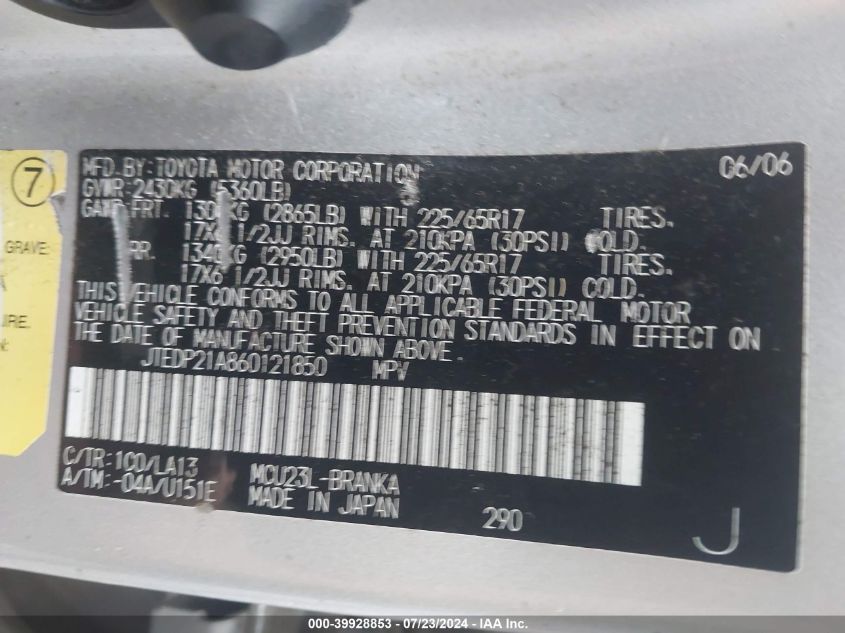 7
GRAVE:
MFD. BY: TOYOTA MOTOR CORPORATION 06/06
GVWR: 2430KG (5360LB)
GAWR FRT. KG (2865LB) WITH 225/65R17 TIRES.
17X6 1/2JJ RIMS. AT 210KPA (30PSI) COLD.
RR. 1340KG (2950LB) WITH 225/65R17 TIRES.
17X6 1/2JJ RIMS. AT 210KPA (30PSI) COLD.
THIS VEHICLE CONFORMS TO ALL APPLICABLE FEDERAL MOTOR
VEHICLE SAFETY AND THEFT PREVENTION STANDARDS IN EFFECT ON
THE DATE OF MANUFACTURE SHOWN ABOVE.
JTEDP21A860121850 MPV
C/TR: 1C0/LA13 MCU23L-BRANKA
A/TM: -04A/U151E MADE IN JAPAN
290
J
000-39928853 / 07/23/2024 - IAA Inc.